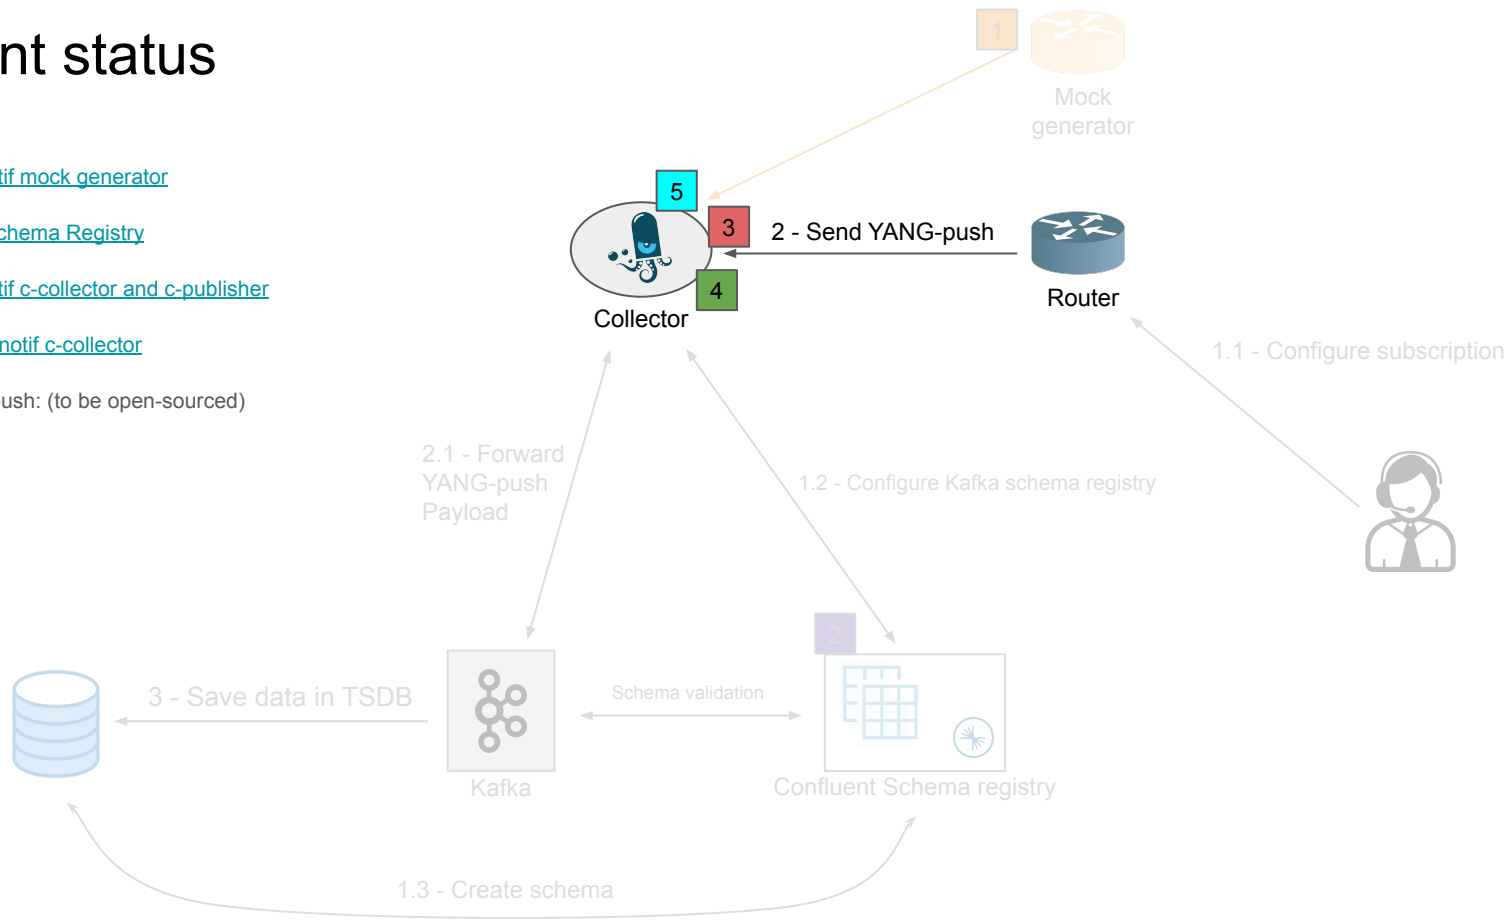 nt status
tif mock generator
chema Registry
tif c-collector and c-publisher
notif c-collector
ush: (to be open-sourced)
1
Mock
generator
5
3
4
2 - Send YANG-push
Router
Collector
1.1 - Configure subscription
2.1 - Forward
YANG-push
Payload
1.2 - Configure Kafka schema registry
2
3 - Save data in TSDB
Schema validation
Kafka
Confluent Schema registry
1.3 - Create schema